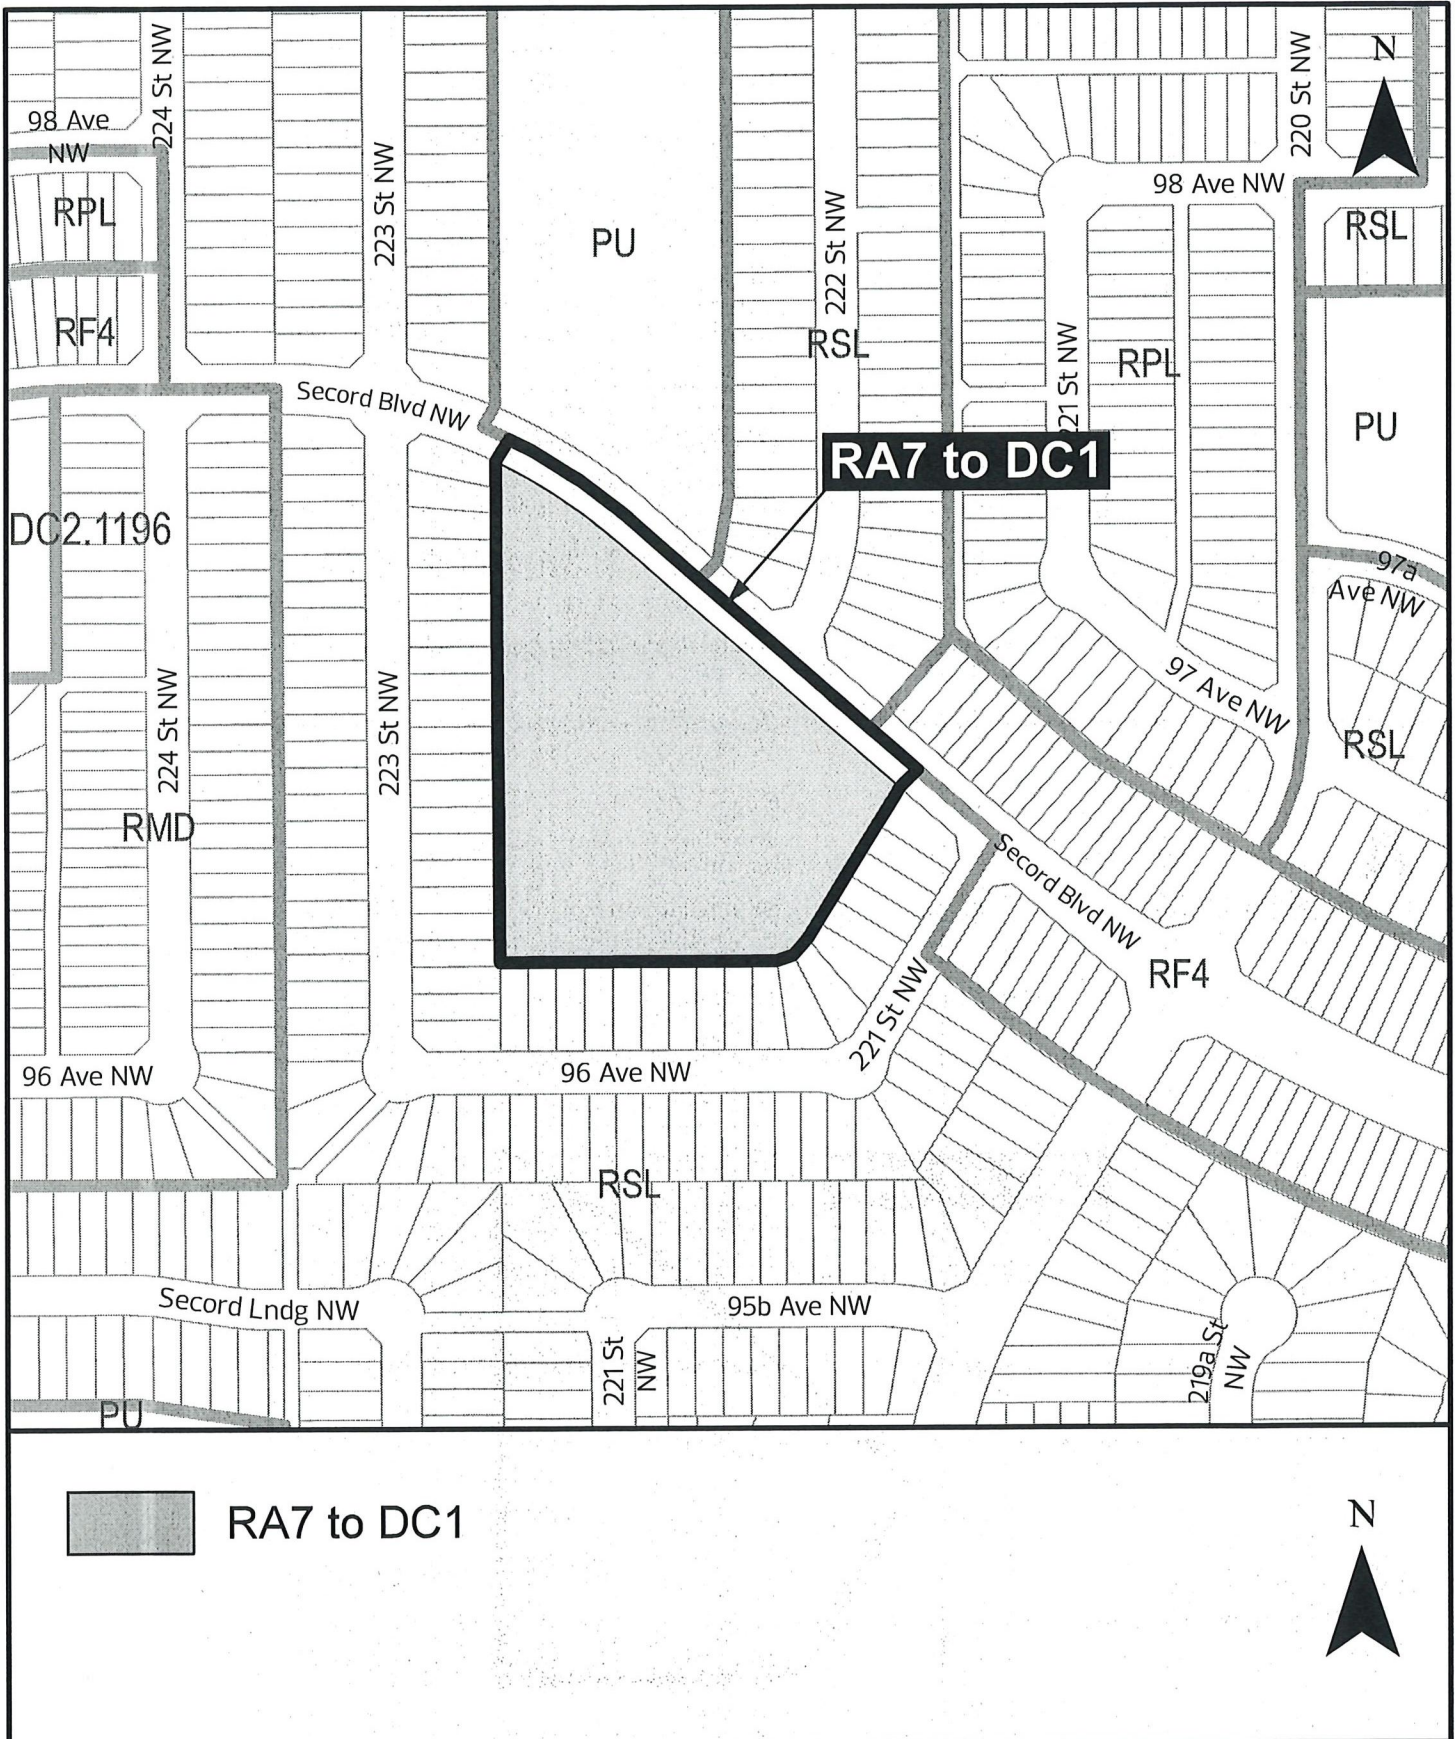 224 St NW
220 St NW
N
98 Ave
NW
223 St NW
98 Ave NW
RPL
222 St NW
RSL
PU
RF4
RSL
221 St NW
RPL
Secord Blvd NW
PU
RA7 to DC1
DC2.1196
97a
Ave NW
224 St NW
223 St NW
97 Ave NW
RSL
RMD
Secord Blvd NW
RF4
221 St NW
96 Ave NW
96 Ave NW
RSL
Secord Lndg NW
95b Ave NW
221 St
NW
219a St
NW
PU
RA7 to DC1
N